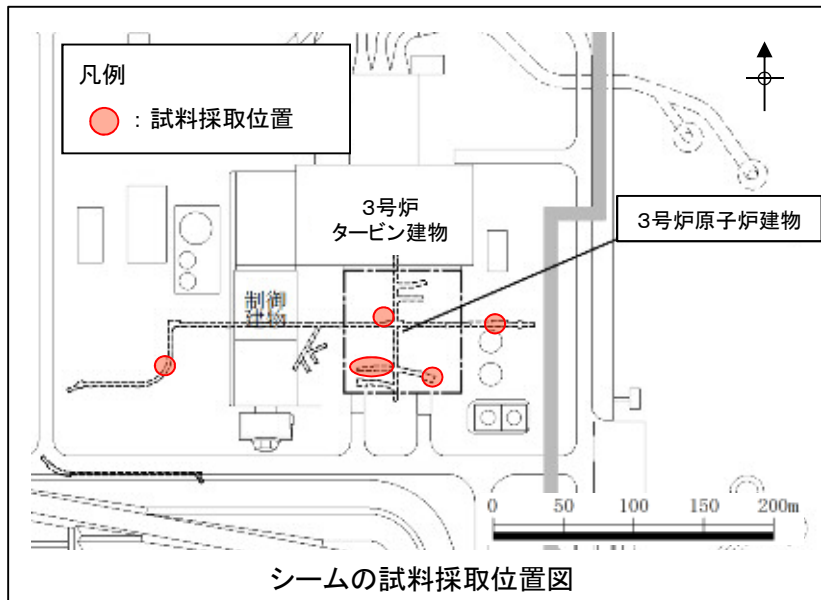 凡例
：試料採取位置
3号炉
タービン建物
3号炉原子炉建物
制御
建物
0 50 100 150 200m
シームの試料採取位置図